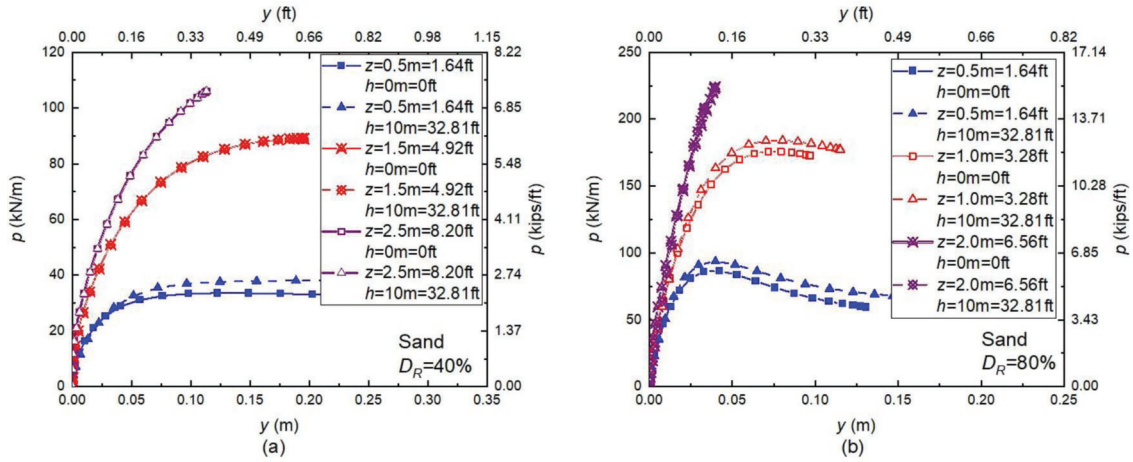 (a)
y (ft)
0.00 0.16 0.33 0.49 0.66 0.82 0.98 1.15
120 8.22
100 6.85
80 5.48
60 4.11
40 2.74
20 1.37
0 0.00
p (kN/m)
p (kips/ft)
z=0.5m=1.64ft
h=0m=0ft
z=0.5m=1.64ft
h=10m=32.81ft
z=1.5m=4.92ft
h=0m=0ft
z=1.5m=4.92ft
h=10m=32.81ft
z=2.5m=8.20ft
h=0m=0ft
z=2.5m=8.20ft
h=10m=32.81ft
Sand
DR=40%
0.00 0.05 0.10 0.15 0.20 0.25 0.30 0.35
y (m)
(a)
(b)
y (ft)
0.00 0.16 0.33 0.49 0.66 0.82
250 17.14
200 13.71
150 10.28
100 6.85
50 3.43
0 0.00
p (kN/m)
p (kips/ft)
z=0.5m=1.64ft
h=0m=0ft
z=0.5m=1.64ft
h=10m=32.81ft
z=1.0m=3.28ft
h=0m=0ft
z=1.0m=3.28ft
h=10m=32.81ft
z=2.0m=6.56ft
h=0m=0ft
z=2.0m=6.56ft
h=10m=32.81ft
Sand
DR=80%
0.00 0.05 0.10 0.15 0.20 0.25
y (m)
(b)